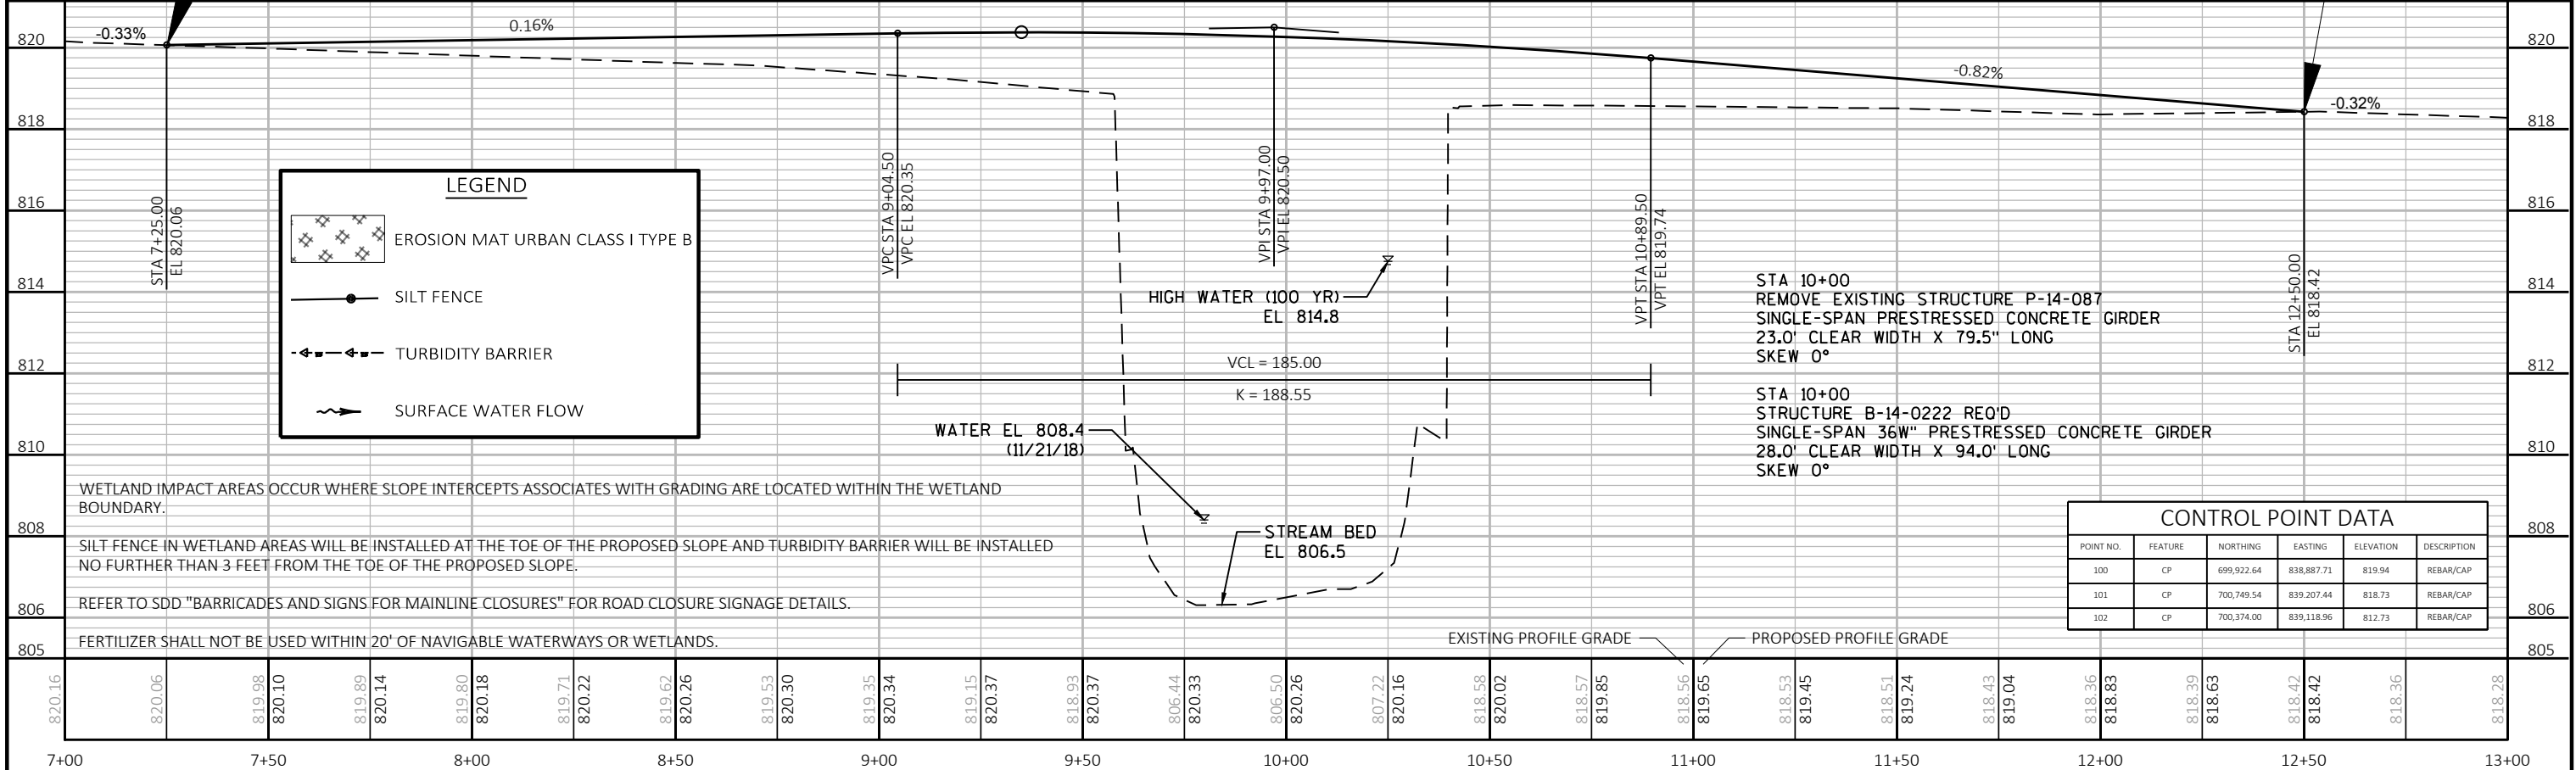 820
818
816
814
812
810
808
806
805
-0.33%
0.16%
-0.82%
-0.32%
STA 7+25.00
EL 820.06
VPC STA 9+04.50
VPC EL 820.35
VPI STA 9+97.00
VPI EL 820.50
VPT STA 10+89.50
VPT EL 819.74
STA 12+50.00
EL 818.42
LEGEND
EROSION MAT URBAN CLASS I TYPE B
SILT FENCE
TURBIDITY BARRIER
SURFACE WATER FLOW
HIGH WATER (100 YR)
EL 814.8
VCL = 185.00
K = 188.55
WATER EL 808.4
(11/21/18)
STREAM BED
EL 806.5
STA 10+00
REMOVE EXISTING STRUCTURE P-14-087
SINGLE-SPAN PRESTRESSED CONCRETE GIRDER
23.0' CLEAR WIDTH X 79.5" LONG
SKEW 0°
STA 10+00
STRUCTURE B-14-0222 REQ'D
SINGLE-SPAN 36W" PRESTRESSED CONCRETE GIRDER
28.0' CLEAR WIDTH X 94.0' LONG
SKEW 0°
WETLAND IMPACT AREAS OCCUR WHERE SLOPE INTERCEPTS ASSOCIATES WITH GRADING ARE LOCATED WITHIN THE WETLAND
BOUNDARY.
SILT FENCE IN WETLAND AREAS WILL BE INSTALLED AT THE TOE OF THE PROPOSED SLOPE AND TURBIDITY BARRIER WILL BE INSTALLED
NO FURTHER THAN 3 FEET FROM THE TOE OF THE PROPOSED SLOPE.
REFER TO SDD "BARRICADES AND SIGNS FOR MAINLINE CLOSURES" FOR ROAD CLOSURE SIGNAGE DETAILS.
FERTILIZER SHALL NOT BE USED WITHIN 20' OF NAVIGABLE WATERWAYS OR WETLANDS.
EXISTING PROFILE GRADE
PROPOSED PROFILE GRADE
CONTROL POINT DATA
POINT NO. FEATURE NORTHING EASTING ELEVATION DESCRIPTION
100 CP 699,922.64 838,887.71 819.94 REBAR/CAP
101 CP 700,749.54 839.207.44 818.73 REBAR/CAP
102 CP 700,374.00 839,118.96 812.73 REBAR/CAP
820
818
816
814
812
810
808
806
805
820.16
820.06
819.98 820.10
819.89 820.14
819.80 820.18
819.71 820.22
819.62 820.26
819.53 820.30
819.35 820.34
819.15 820.37
818.93 820.37
806.44 820.33
806.50 820.26
807.22 820.16
818.58 820.02
818.57 819.85
818.56 819.65
818.53 819.45
818.51 819.24
818.43 819.04
818.36 818.83
818.39 818.63
818.42 818.42
818.36
818.28
7+00 7+50 8+00 8+50 9+00 9+50 10+00 10+50 11+00 11+50 12+00 12+50 13+00